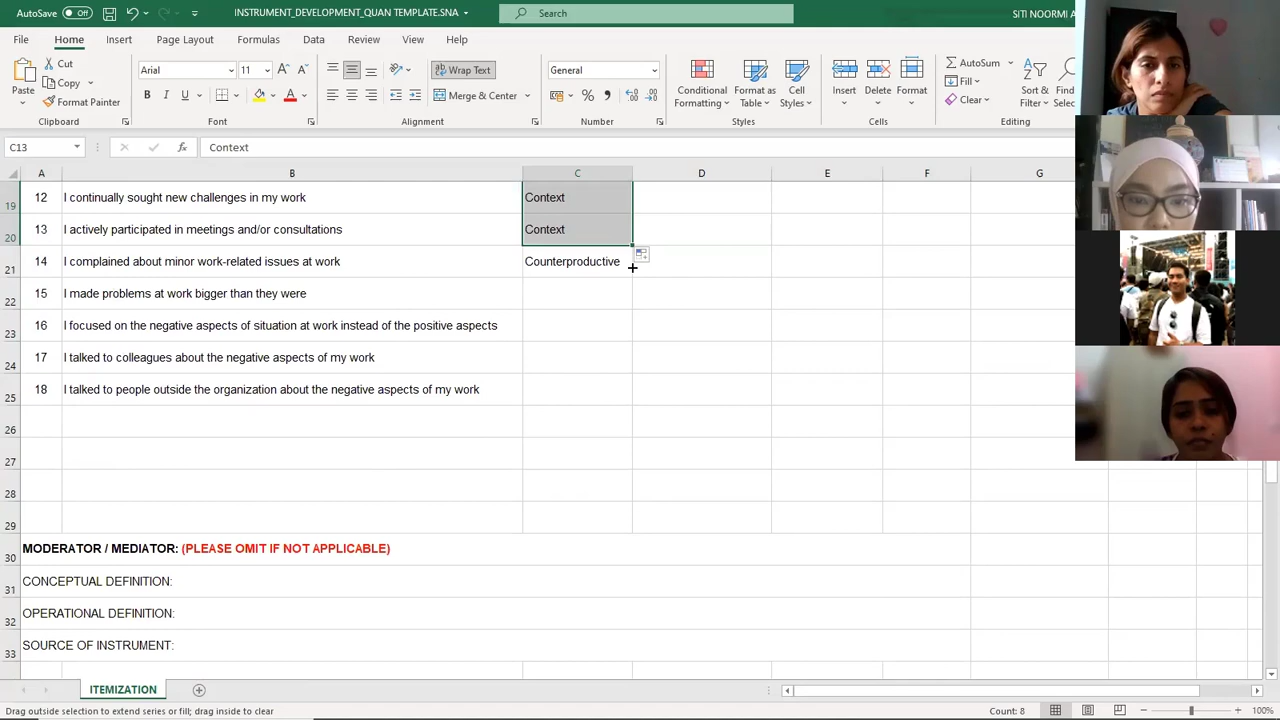 AutoSave Off INSTRUMENT_DEVELOPMENT_QUAN TEMPLATE.SNA Search SITI NOORMI A
File Home Insert Page Layout Formulas Data Review View Help
Paste Cut Copy Format Painter Clipboard
Arial 11 B I U Font
Wrap Text Merge & Center Alignment
General % Number
Conditional Formatting Format as Table Cell Styles Styles
Insert Delete Format Cells
AutoSum Fill Clear Sort & Filter Find Editing
C13 fx Context
A B C D E F G
19 12 I continually sought new challenges in my work Context
20 13 I actively participated in meetings and/or consultations Context
21 14 I complained about minor work-related issues at work Counterproductive
22 15 I made problems at work bigger than they were
23 16 I focused on the negative aspects of situation at work instead of the positive aspects
24 17 I talked to colleagues about the negative aspects of my work
25 18 I talked to people outside the organization about the negative aspects of my work
26
27
28
29
30 MODERATOR / MEDIATOR: (PLEASE OMIT IF NOT APPLICABLE)
31 CONCEPTUAL DEFINITION:
32 OPERATIONAL DEFINITION:
33 SOURCE OF INSTRUMENT:
ITEMIZATION
Drag outside selection to extend series or fill; drag inside to clear Count: 8 100%